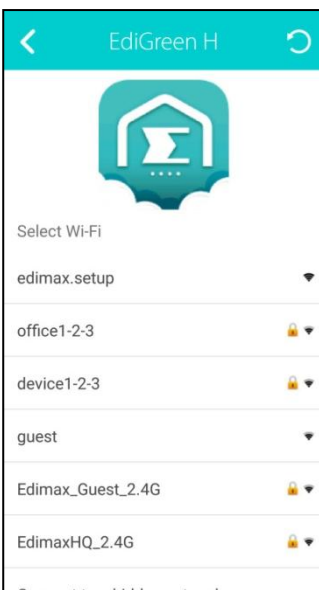 EdiGreen H
Select Wi-Fi
edimax.setup
office1-2-3
device1-2-3
guest
Edimax_Guest_2.4G
EdimaxHQ_2.4G